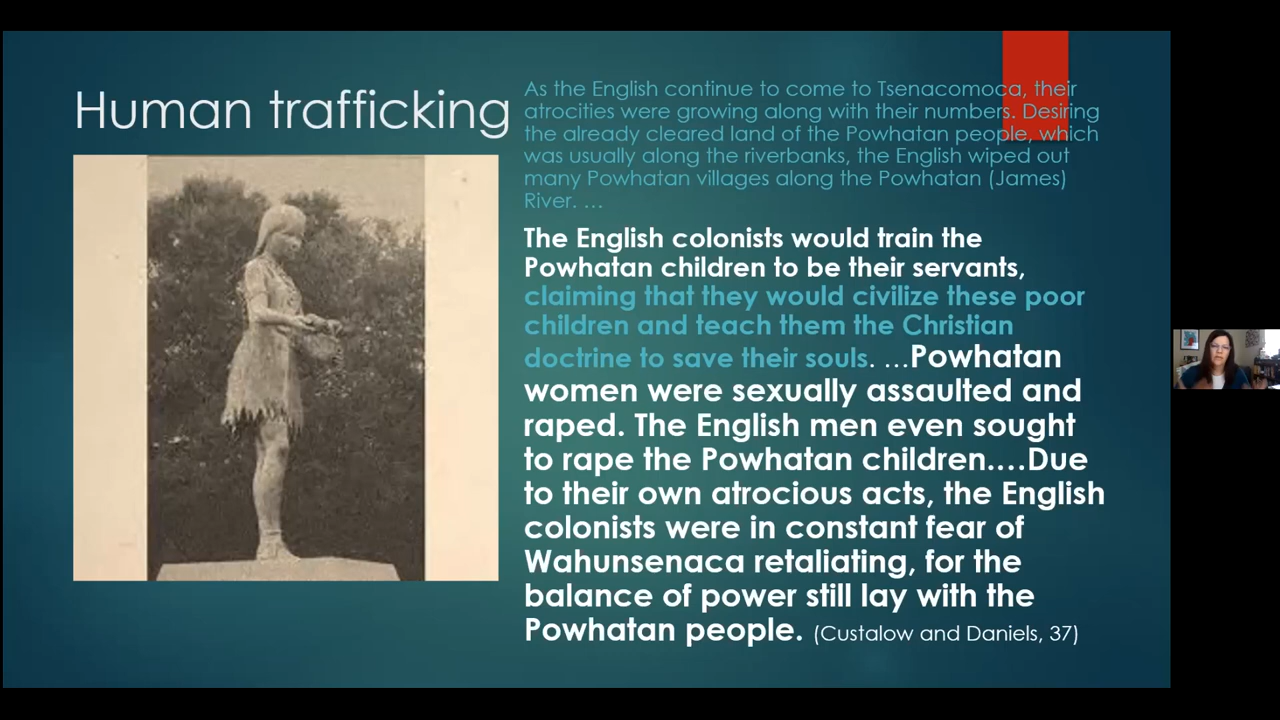 Human trafficking
As the English continue to come to Tsenacomoca, their
atrocities were growing along with their numbers. Desiring
the already cleared land of the Powhatan people, which
was usually along the riverbanks, the English wiped out
many Powhatan villages along the Powhatan (James)
River. …
The English colonists would train the
Powhatan children to be their servants,
claiming that they would civilize these poor
children and teach them the Christian
doctrine to save their souls. …Powhatan
women were sexually assaulted and
raped. The English men even sought
to rape the Powhatan children.…Due
to their own atrocious acts, the English
colonists were in constant fear of
Wahunsenaca retaliating, for the
balance of power still lay with the
Powhatan people. (Custalow and Daniels, 37)